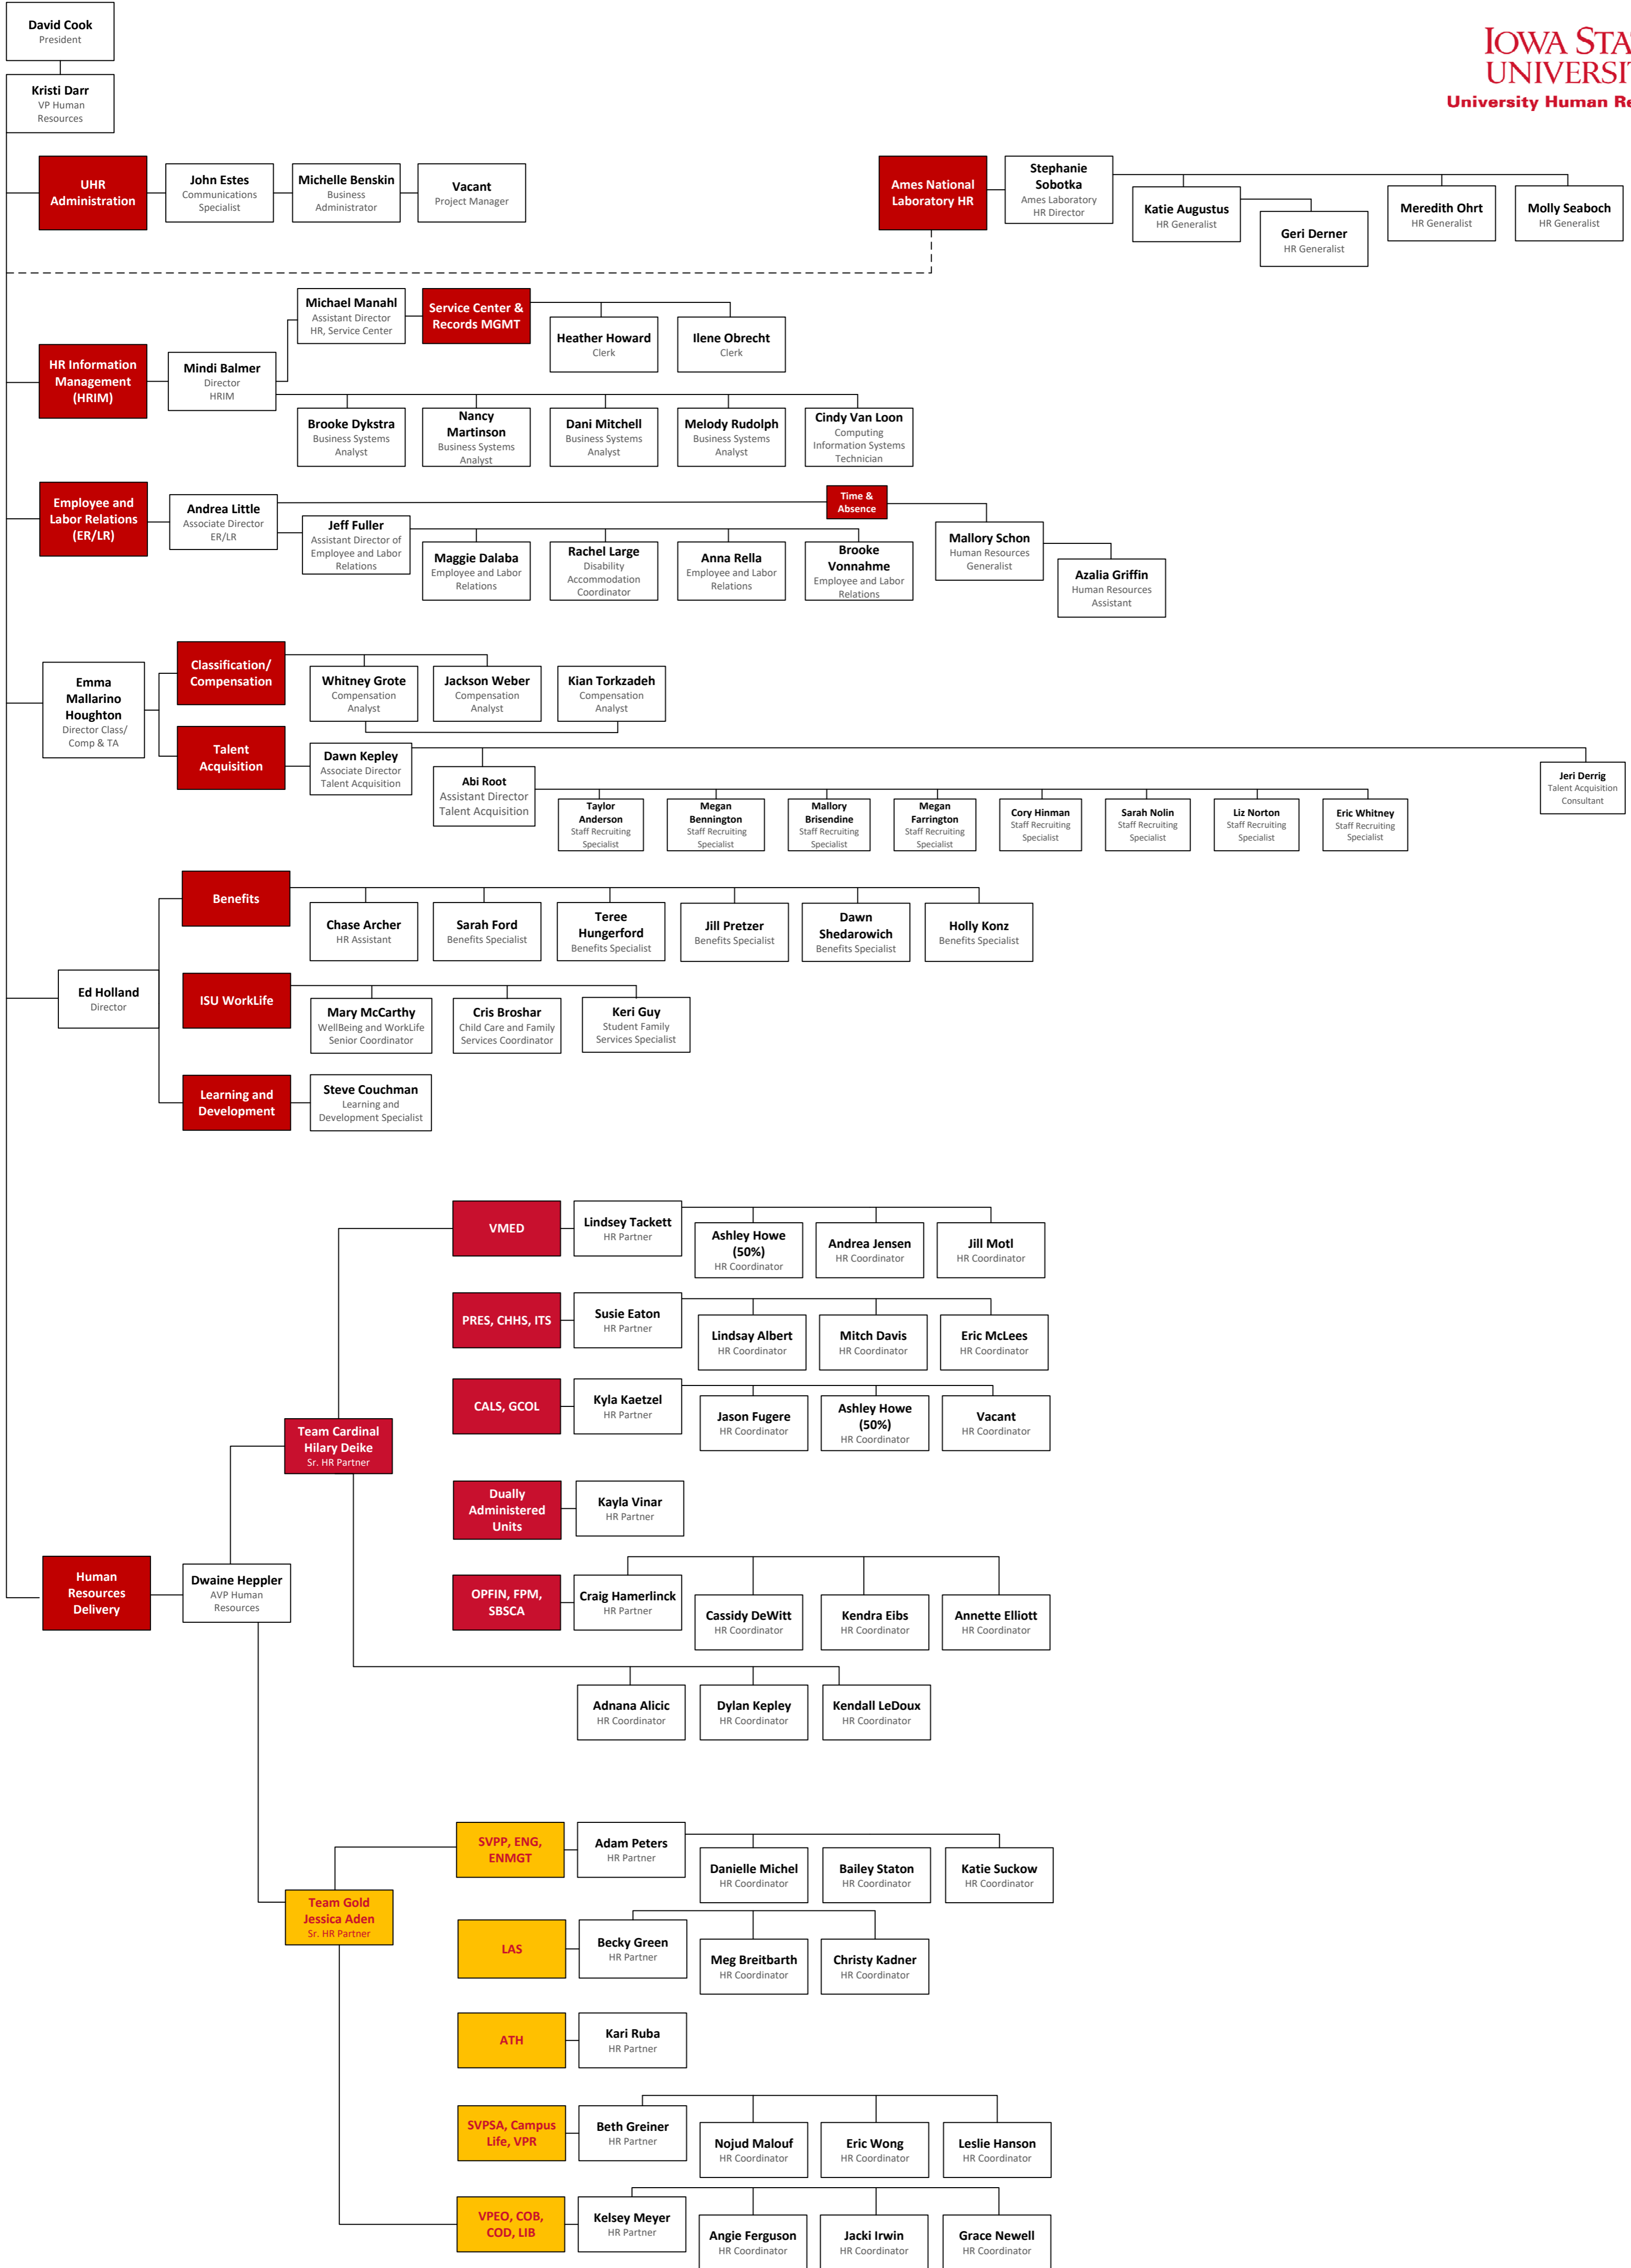 David Cook
President
IOWA STA
UNIVERSI
University Human Re
Kristi Darr
VP Human
Resources
UHR
Administration
John Estes
Communications
Specialist
Michelle Benskin
Business
Administrator
Vacant
Project Manager
Ames National
Laboratory HR
Stephanie
Sobotka
Ames Laboratory
HR Director
Katie Augustus
HR Generalist
Geri Derner
HR Generalist
Meredith Ohrt
HR Generalist
Molly Seaboch
HR Generalist
HR Information
Management
(HRIM)
Mindi Balmer
Director
HRIM
Michael Manahl
Assistant Director
HR, Service Center
Service Center &
Records MGMT
Heather Howard
Clerk
Ilene Obrecht
Clerk
Brooke Dykstra
Business Systems
Analyst
Nancy
Martinson
Business Systems
Analyst
Dani Mitchell
Business Systems
Analyst
Melody Rudolph
Business Systems
Analyst
Cindy Van Loon
Computing
Information Systems
Technician
Employee and
Labor Relations
(ER/LR)
Andrea Little
Associate Director
ER/LR
Jeff Fuller
Assistant Director of
Employee and Labor
Relations
Maggie Dalaba
Employee and Labor
Relations
Rachel Large
Disability
Accommodation
Coordinator
Anna Rella
Employee and Labor
Relations
Brooke
Vonnahme
Employee and Labor
Relations
Time &
Absence
Mallory Schon
Human Resources
Generalist
Azalia Griffin
Human Resources
Assistant
Emma
Mallarino
Houghton
Director Class/
Comp & TA
Classification/
Compensation
Whitney Grote
Compensation
Analyst
Jackson Weber
Compensation
Analyst
Kian Torkzadeh
Compensation
Analyst
Talent
Acquisition
Dawn Kepley
Associate Director
Talent Acquisition
Abi Root
Assistant Director
Talent Acquisition
Taylor
Anderson
Staff Recruiting
Specialist
Megan
Bennington
Staff Recruiting
Specialist
Mallory
Brisendine
Staff Recruiting
Specialist
Megan
Farrington
Staff Recruiting
Specialist
Cory Hinman
Staff Recruiting
Specialist
Sarah Nolin
Staff Recruiting
Specialist
Liz Norton
Staff Recruiting
Specialist
Eric Whitney
Staff Recruiting
Specialist
Jeri Derrig
Talent Acquisition
Consultant
Ed Holland
Director
Benefits
Chase Archer
HR Assistant
Sarah Ford
Benefits Specialist
Teree
Hungerford
Benefits Specialist
Jill Pretzer
Benefits Specialist
Dawn
Shedarowich
Benefits Specialist
Holly Konz
Benefits Specialist
ISU WorkLife
Mary McCarthy
WellBeing and WorkLife
Senior Coordinator
Cris Broshar
Child Care and Family
Services Coordinator
Keri Guy
Student Family
Services Specialist
Learning and
Development
Steve Couchman
Learning and
Development Specialist
Human
Resources
Delivery
Dwaine Heppler
AVP Human
Resources
Team Cardinal
Hilary Deike
Sr. HR Partner
VMED
Lindsey Tackett
HR Partner
Ashley Howe
(50%)
HR Coordinator
Andrea Jensen
HR Coordinator
Jill Motl
HR Coordinator
PRES, CHHS, ITS
Susie Eaton
HR Partner
Lindsay Albert
HR Coordinator
Mitch Davis
HR Coordinator
Eric McLees
HR Coordinator
CALS, GCOL
Kyla Kaetzel
HR Partner
Jason Fugere
HR Coordinator
Ashley Howe
(50%)
HR Coordinator
Vacant
HR Coordinator
Dually
Administered
Units
Kayla Vinar
HR Partner
OPFIN, FPM,
SBSCA
Craig Hamerlinck
HR Partner
Cassidy DeWitt
HR Coordinator
Kendra Eibs
HR Coordinator
Annette Elliott
HR Coordinator
Adnana Alicic
HR Coordinator
Dylan Kepley
HR Coordinator
Kendall LeDoux
HR Coordinator
Team Gold
Jessica Aden
Sr. HR Partner
SVPP, ENG,
ENMGT
Adam Peters
HR Partner
Danielle Michel
HR Coordinator
Bailey Staton
HR Coordinator
Katie Suckow
HR Coordinator
LAS
Becky Green
HR Partner
Meg Breitbarth
HR Coordinator
Christy Kadner
HR Coordinator
ATH
Kari Ruba
HR Partner
SVPSA, Campus
Life, VPR
Beth Greiner
HR Partner
Nojud Malouf
HR Coordinator
Eric Wong
HR Coordinator
Leslie Hanson
HR Coordinator
VPEO, COB,
COD, LIB
Kelsey Meyer
HR Partner
Angie Ferguson
HR Coordinator
Jacki Irwin
HR Coordinator
Grace Newell
HR Coordinator